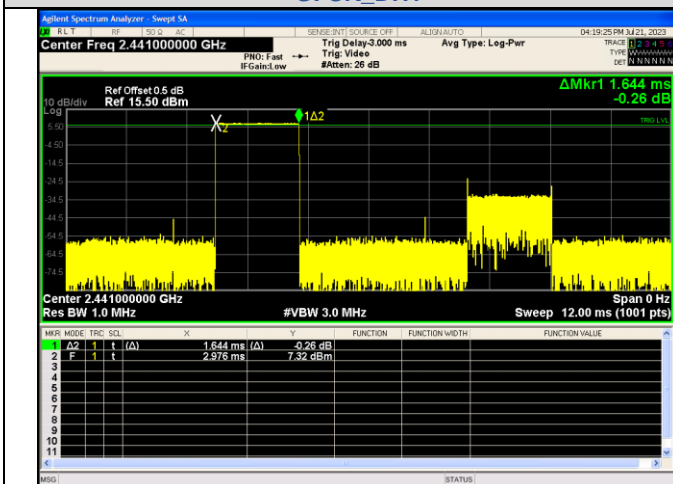 Agilent Spectrum Analyzer - Swept SA
RLT RF 50 Ω AC SENSE:INT SOURCE OFF ALIGN AUTO 04:19:25 PM Jul 21, 2023
Center Freq 2.441000000 GHz Trig Delay-3.000 ms Avg Type: Log-Pwr TRACE 1 2 3 4 5 6
PNO: Fast Trig: Video TYPE WWWWWW
IFGain:Low #Atten: 26 dB DET N N N N N N
Ref Offset 0.5 dB ΔMkr1 1.644 ms
10 dB/div Ref 15.50 dBm -0.26 dB
Log
5.50
-4.50
-14.5
-24.5
-34.5
-44.5
-54.5
-64.5
-74.5
X2
1Δ2
TRIG LVL
Center 2.441000000 GHz Span 0 Hz
Res BW 1.0 MHz #VBW 3.0 MHz Sweep 12.00 ms (1001 pts)
MKR MODE TRC SCL X Y FUNCTION FUNCTION WIDTH FUNCTION VALUE
1 Δ2 1 t (Δ) 1.644 ms (Δ) -0.26 dB
2 F 1 t 2.976 ms 7.32 dBm
3
4
5
6
7
8
9
10
11
MSG STATUS